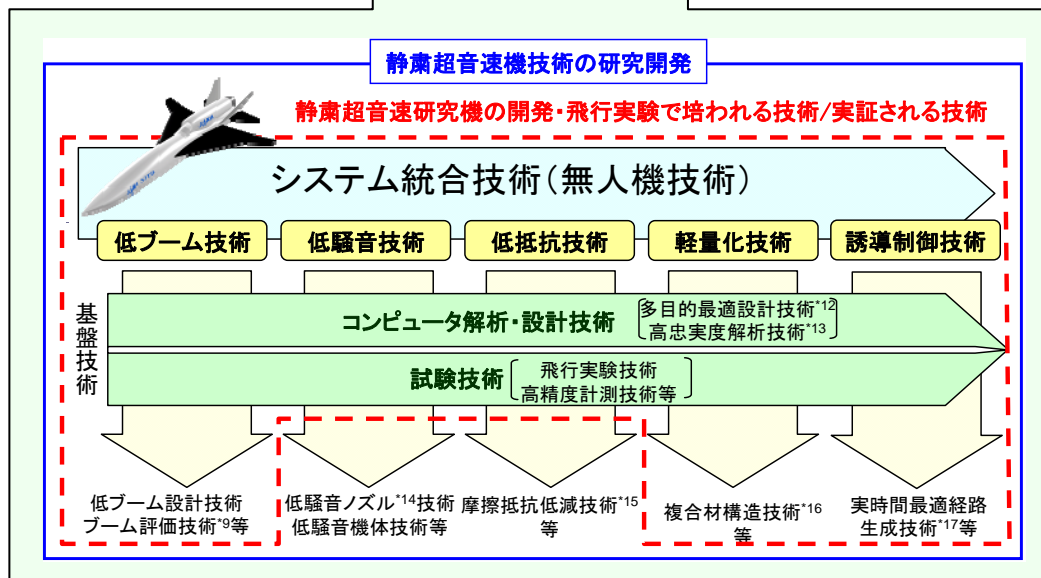 静粛超音速機技術の研究開発
静粛超音速研究機の開発・飛行実験で培われる技術/実証される技術
システム統合技術(無人機技術)
低ブーム技術
低騒音技術
低抵抗技術
軽量化技術
誘導制御技術
基盤技術
コンピュータ解析・設計技術
多目的最適設計技術*12
高忠実度解析技術*13
試験技術
飛行実験技術
高精度計測技術等
低ブーム設計技術
ブーム評価技術*9等
低騒音ノズル*14技術
低騒音機体技術等
摩擦抵抗低減技術*15
等
複合材構造技術*16
等
実時間最適経路
生成技術*17等